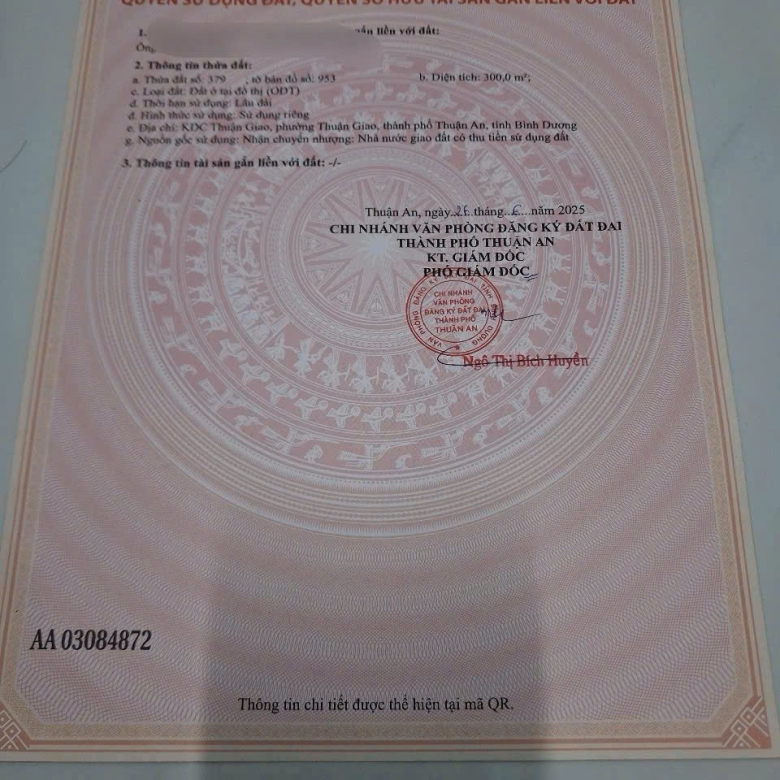 QUYỀN SỬ DỤNG ĐẤT, QUYỀN SỞ HỮU TÀI SẢN GẮN LIỀN VỚI ĐẤT
1. gắn liền với đất:
Ông
2. Thông tin thửa đất:
a. Thửa đất số: 379 , tờ bản đồ số: 953 b. Diện tích: 300,0 m²;
c. Loại đất: Đất ở tại đô thị (ODT)
d. Thời hạn sử dụng: Lâu dài
đ. Hình thức sử dụng: Sử dụng riêng
e. Địa chỉ: KDC Thuận Giao, phường Thuận Giao, thành phố Thuận An, tỉnh Bình Dương
g. Nguồn gốc sử dụng: Nhận chuyển nhượng: Nhà nước giao đất có thu tiền sử dụng đất
3. Thông tin tài sản gắn liền với đất: -/-
Thuận An, ngày..26.tháng..6....năm 2025
CHI NHÁNH VĂN PHÒNG ĐĂNG KÝ ĐẤT ĐAI
THÀNH PHỐ THUẬN AN
KT. GIÁM ĐỐC
PHÓ GIÁM ĐỐC
CHI NHÁNH
VĂN PHÒNG
ĐĂNG KÝ ĐẤT ĐAI
THÀNH PHỐ
THUẬN AN
Ngô Thị Bích Huyền
AA 03084872
Thông tin chi tiết được thể hiện tại mã QR.